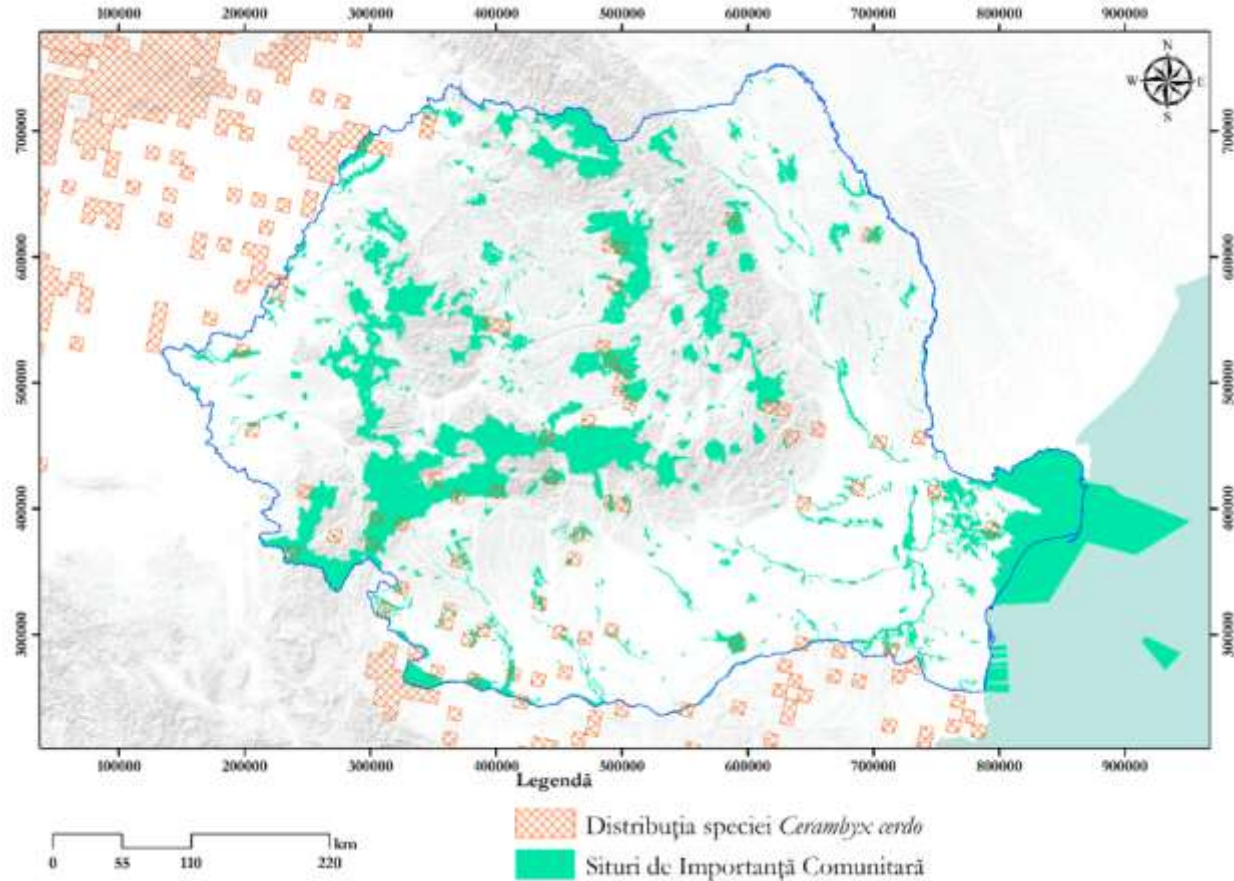 100000 200000 300000 400000 500000 600000 700000 800000 900000
N
W E
S
700000 700000
600000 600000
500000 500000
400000 400000
300000 300000
100000 200000 300000 400000 500000 600000 700000 800000 900000
Legendă
Distribuția speciei Cerambyx cerdo
km
0 55 110 220
Situri de Importanță Comunitară